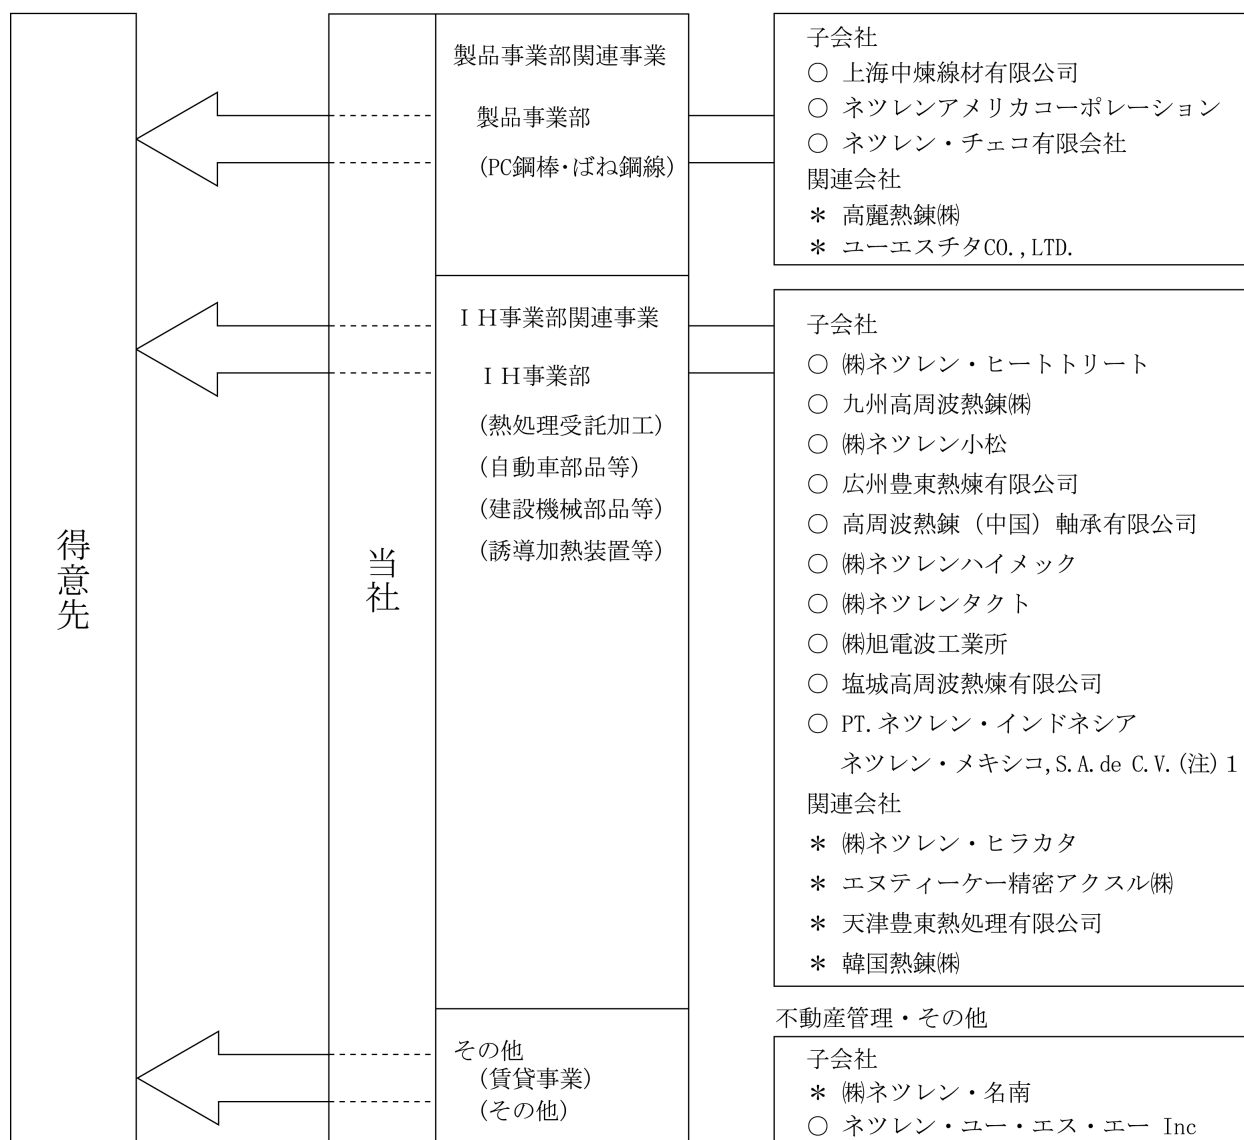 得意先
当社
製品事業部関連事業
製品事業部
(PC鋼棒・ばね鋼線)
子会社
○ 上海中煉線材有限公司
○ ネツレンアメリカコーポレーション
○ ネツレン・チェコ有限会社
関連会社
＊ 高麗熱錬㈱
＊ ユーエスチタCO.,LTD.
ＩＨ事業部関連事業
ＩＨ事業部
(熱処理受託加工)
(自動車部品等)
(建設機械部品等)
(誘導加熱装置等)
子会社
○ ㈱ネツレン・ヒートトリート
○ 九州高周波熱錬㈱
○ ㈱ネツレン小松
○ 広州豊東熱煉有限公司
○ 高周波熱錬（中国）軸承有限公司
○ ㈱ネツレンハイメック
○ ㈱ネツレンタクト
○ ㈱旭電波工業所
○ 塩城高周波熱煉有限公司
○ PT.ネツレン・インドネシア
ネツレン・メキシコ,S.A.de C.V.(注)１
関連会社
＊ ㈱ネツレン・ヒラカタ
＊ エヌティーケー精密アクスル㈱
＊ 天津豊東熱処理有限公司
＊ 韓国熱錬㈱
その他
(賃貸事業)
(その他)
不動産管理・その他
子会社
＊ ㈱ネツレン・名南
○ ネツレン・ユー・エス・エー Inc